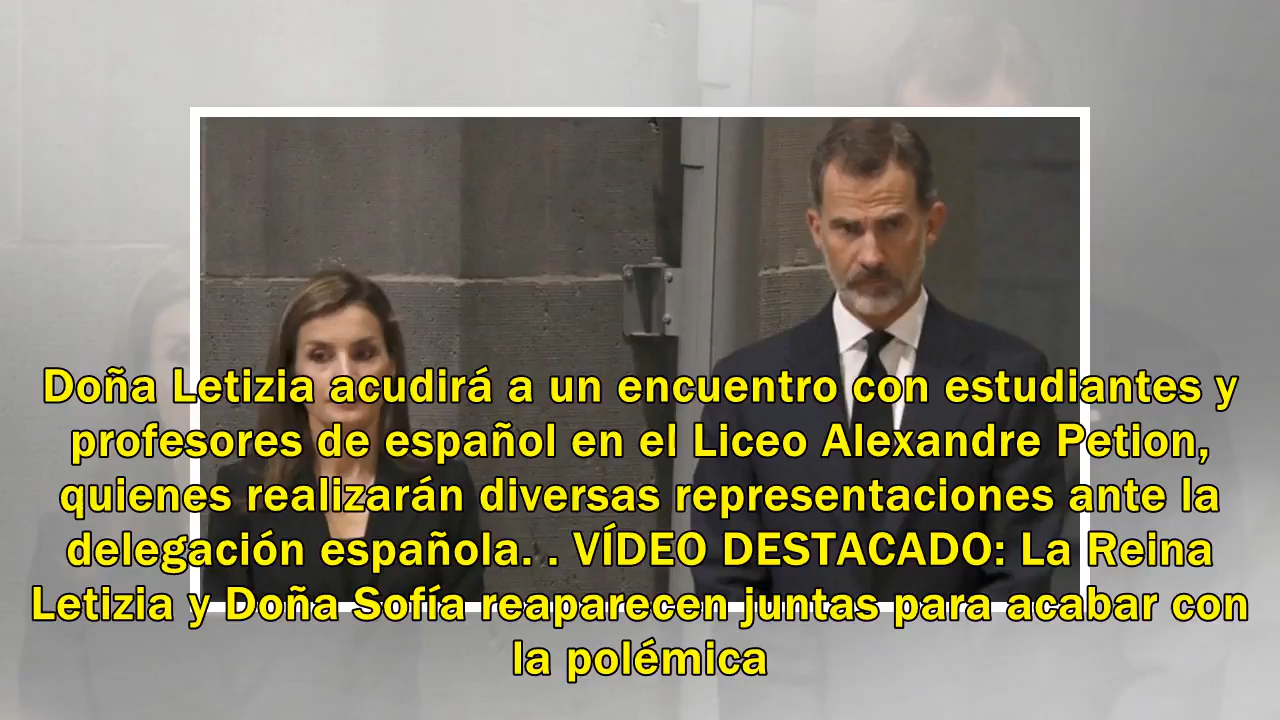 Doña Letizia acudirá a un encuentro con estudiantes y
profesores de español en el Liceo Alexandre Petion,
quienes realizarán diversas representaciones ante la
delegación española. . VÍDEO DESTACADO: La Reina
Letizia y Doña Sofía reaparecen juntas para acabar con
la polémica